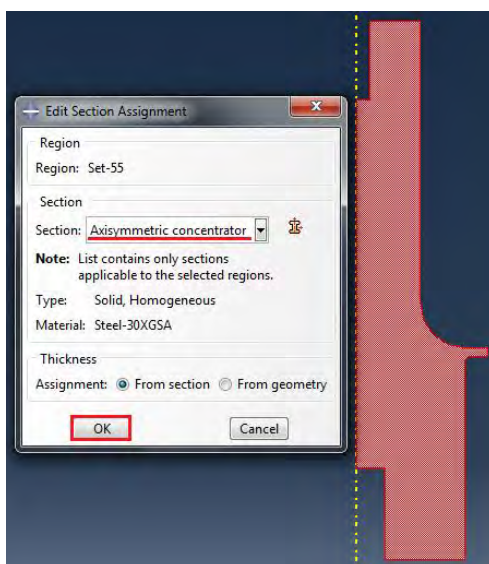 Edit Section Assignment
Region
Region: Set-55
Section
Section: Axisymmetric concentrator
Note: List contains only sections
applicable to the selected regions.
Type: Solid, Homogeneous
Material: Steel-30XGSA
Thickness
Assignment: From section From geometry
OK Cancel